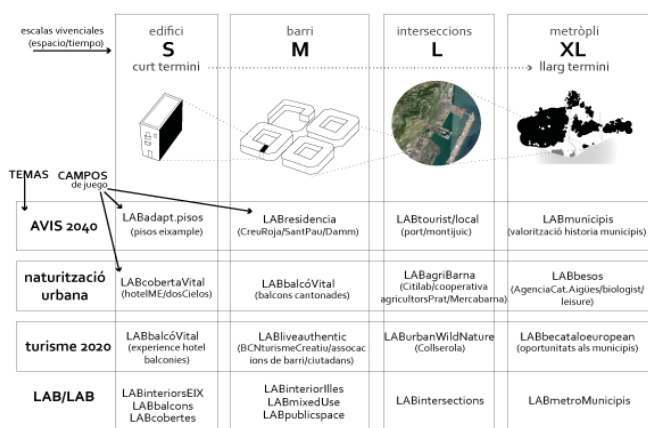 escalas vivenciales
(espacio/tiempo)
edifici
S
curt termini
barri
M
interseccions
L
metròpli
XL
llarg termini
TEMAS
CAMPOS
de juego
AVIS 2040
LABadapt.pisos
(pisos eixample)
LABresidencia
(CreuRoja/SantPau/Damm)
LABtourist/local
(port/montijuic)
LABmunicipis
(valorització historia municipis)
naturització
urbana
LABcobertaVital
(hotelME/dosCielos)
LABbalcóVital
(balcons cantonades)
LABagriBarna
(Citilab/cooperativa
agricultorsPrat/Mercabarna)
LABbesos
(AgenciaCat.Aigües/biologist/
leisure)
turisme 2020
LABbalcóVital
(experience hotel
balconies)
LABliveauthentic
(BCNturismeCreatiu/assocac
ions de barri/ciutadans)
LABurbanWildNature
(Collserola)
LABbecataloeuropean
(oportunitats als municipis)
LAB/LAB
LABinteriorsEIX
LABbalcons
LABcobertes
LABinteriorIlles
LABmixedUse
LABpublicspace
LABintersections
LABmetroMunicipis